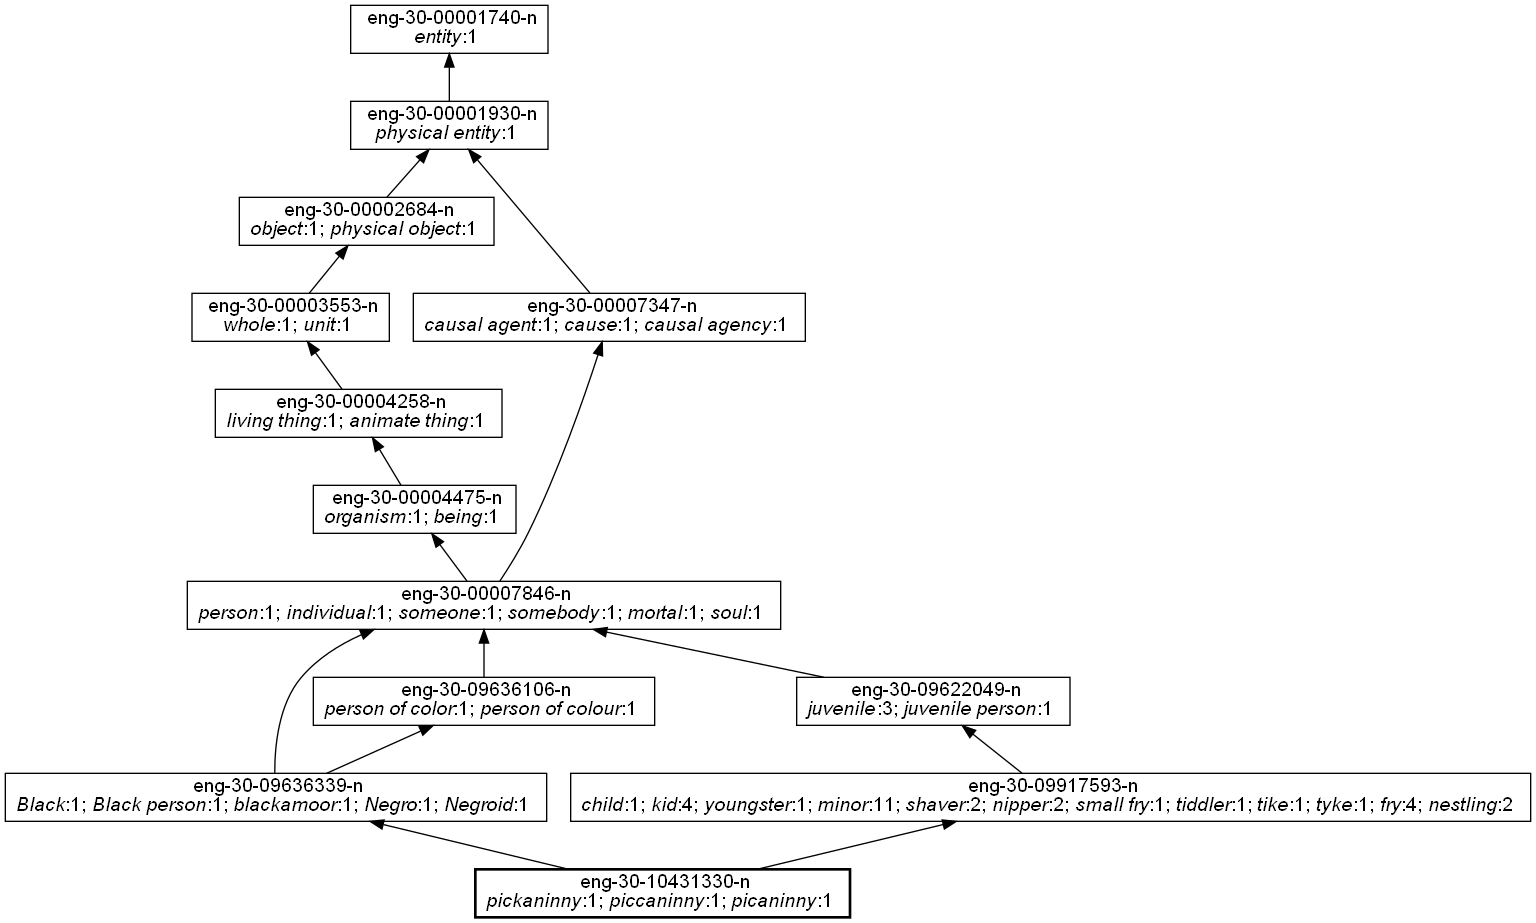 eng-30-00001740-n
entity:1
eng-30-00001930-n
physical entity:1
eng-30-00002684-n
object:1; physical object:1
eng-30-00003553-n
whole:1; unit:1
eng-30-00007347-n
causal agent:1; cause:1; causal agency:1
eng-30-00004258-n
living thing:1; animate thing:1
eng-30-00004475-n
organism:1; being:1
eng-30-00007846-n
person:1; individual:1; someone:1; somebody:1; mortal:1; soul:1
eng-30-09636106-n
person of color:1; person of colour:1
eng-30-09622049-n
juvenile:3; juvenile person:1
eng-30-09636339-n
Black:1; Black person:1; blackamoor:1; Negro:1; Negroid:1
eng-30-09917593-n
child:1; kid:4; youngster:1; minor:11; shaver:2; nipper:2; small fry:1; tiddler:1; tike:1; tyke:1; fry:4; nestling:2
eng-30-10431330-n
pickaninny:1; piccaninny:1; picaninny:1